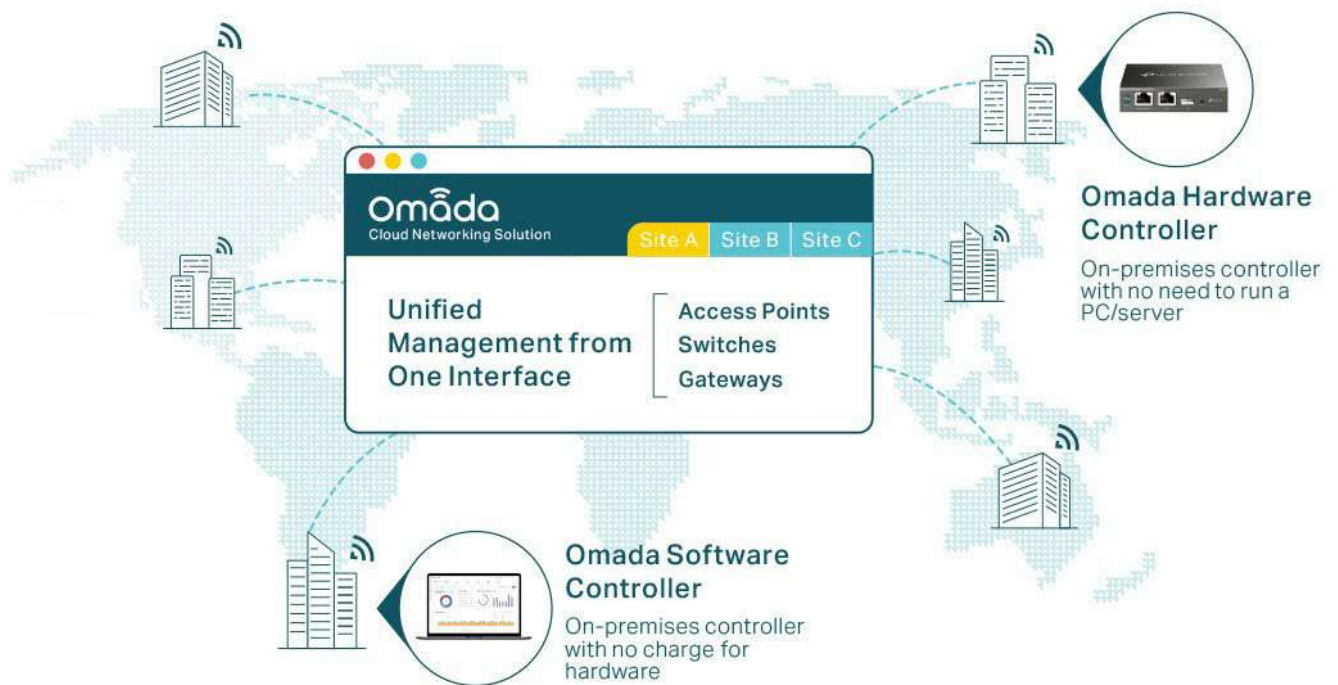 Omada
Cloud Networking Solution
Site A
Site B
Site C
Unified
Management from
One Interface
Access Points
Switches
Gateways
Omada Hardware
Controller
On-premises controller
with no need to run a
PC/server
Omada Software
Controller
On-premises controller
with no charge for
hardware